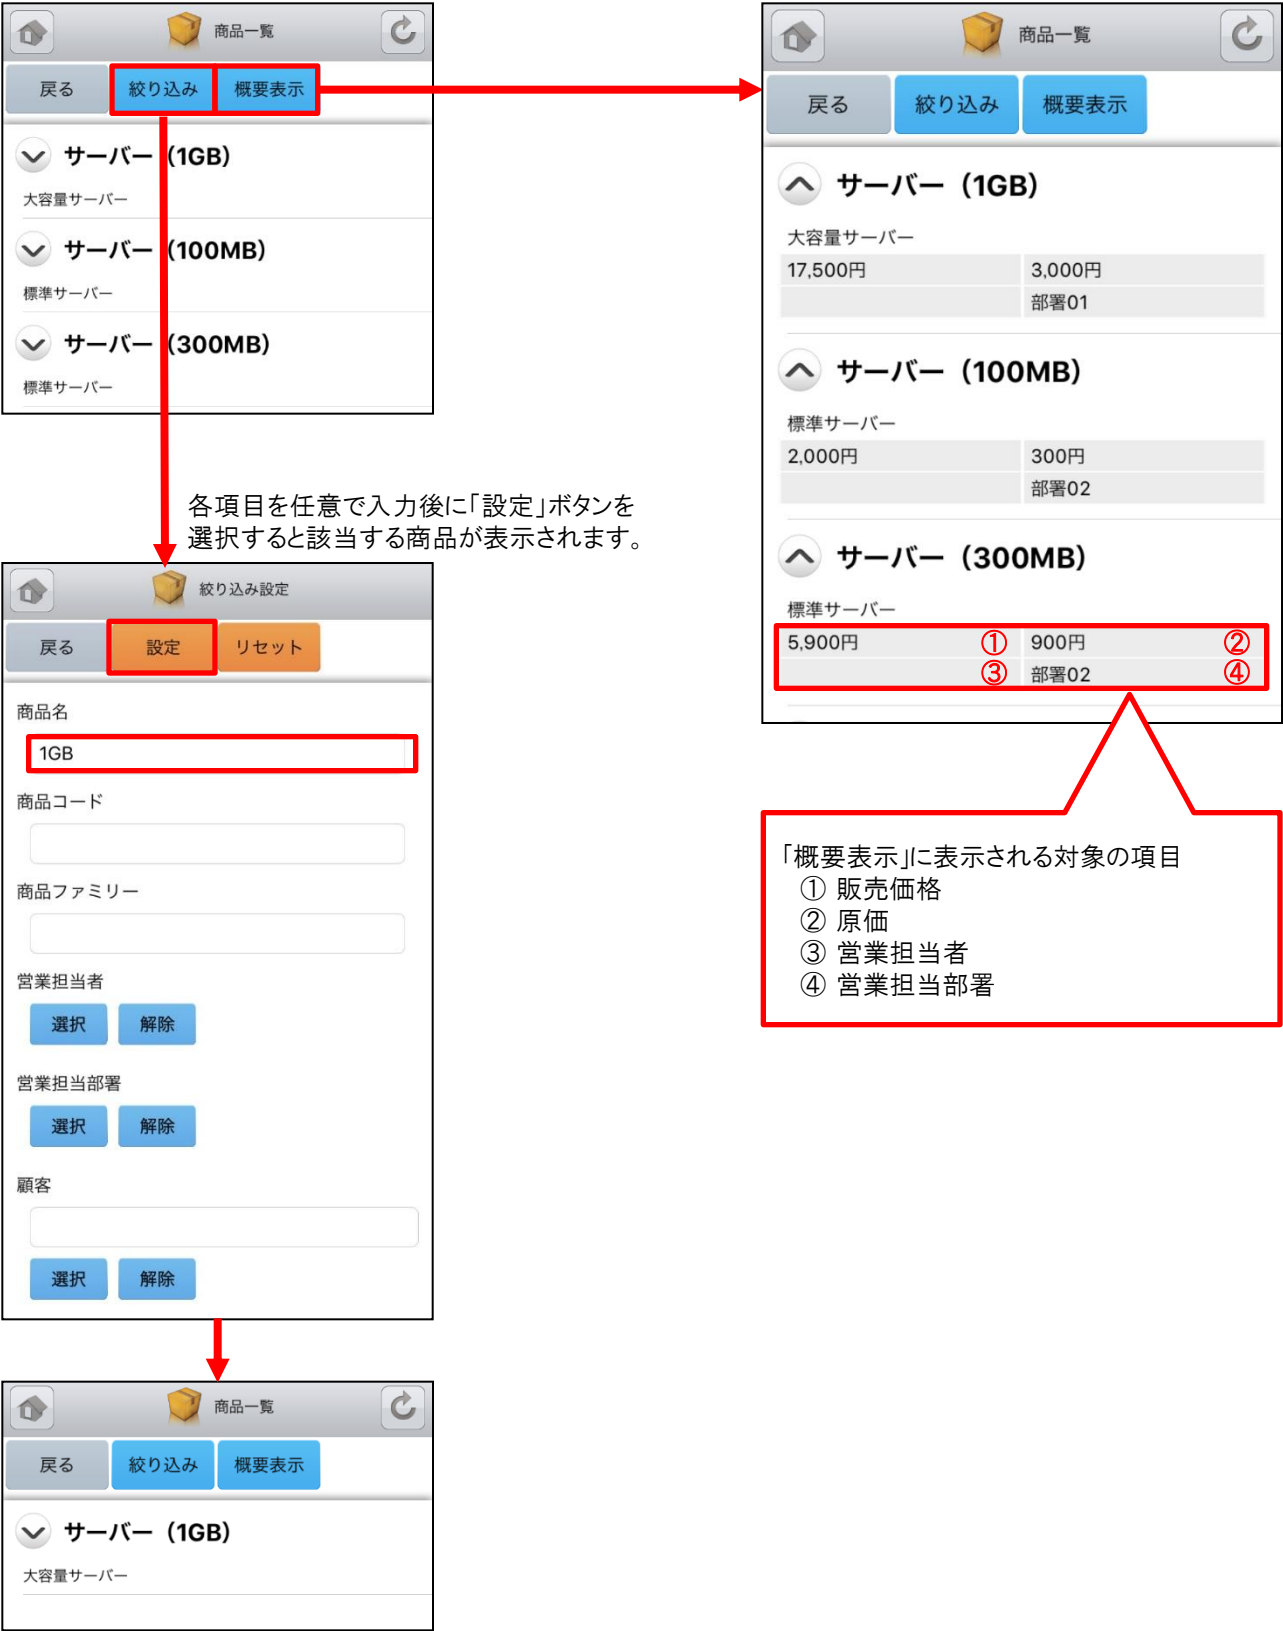 商品一覧
戻る 絞り込み 概要表示
サーバー（1GB）
大容量サーバー
サーバー（100MB）
標準サーバー
サーバー（300MB）
標準サーバー
各項目を任意で入力後に「設定」ボタンを
選択すると該当する商品が表示されます。
絞り込み設定
戻る 設定 リセット
商品名
1GB
商品コード
商品ファミリー
営業担当者
選択 解除
営業担当部署
選択 解除
顧客
選択 解除
商品一覧
戻る 絞り込み 概要表示
サーバー（1GB）
大容量サーバー
商品一覧
戻る 絞り込み 概要表示
サーバー（1GB）
大容量サーバー
17,500円 3,000円
部署01
サーバー（100MB）
標準サーバー
2,000円 300円
部署02
サーバー（300MB）
標準サーバー
5,900円 ① 900円 ②
③ 部署02 ④
「概要表示」に表示される対象の項目
① 販売価格
② 原価
③ 営業担当者
④ 営業担当部署